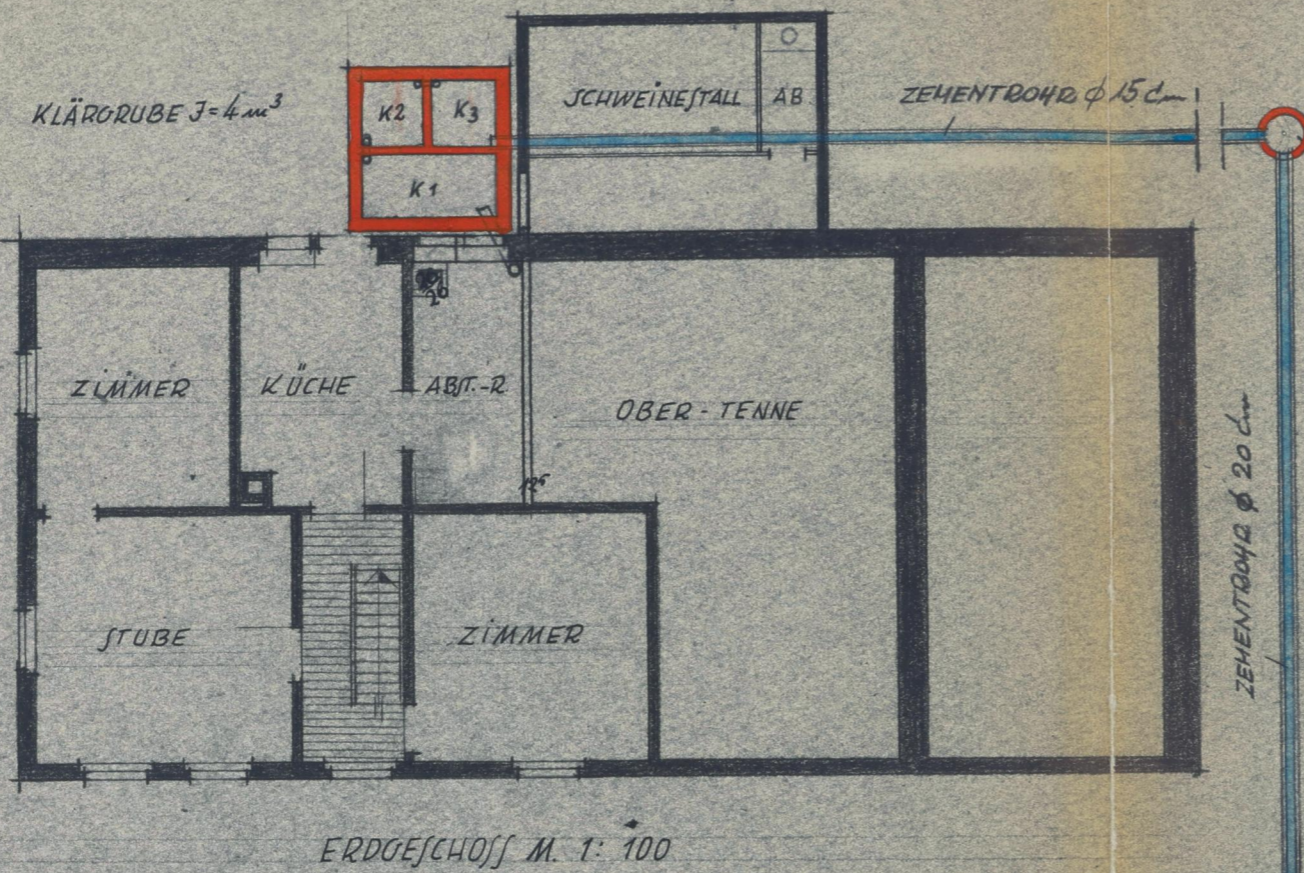 KLÄRGRUBE J=4 m³
K2
K3
K1
SCHWEINESTALL
AB
ZEMENTROHR ϕ 15 cm
ZIMMER
KÜCHE
ABST.-R
OBER - TENNE
ZEMENTROHR ϕ 20 cm
STUBE
ZIMMER
ERDGESCHOSS M. 1: 100